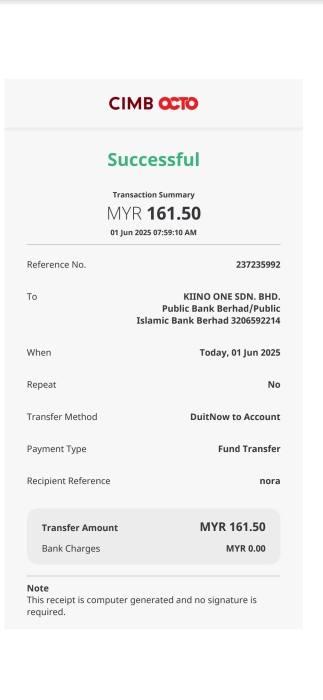 CIMB OCTO
Successful
Transaction Summary
MYR 161.50
01 Jun 2025 07:59:10 AM
Reference No. 237235992
To KIINO ONE SDN. BHD.
Public Bank Berhad/Public
Islamic Bank Berhad 3206592214
When Today, 01 Jun 2025
Repeat No
Transfer Method DuitNow to Account
Payment Type Fund Transfer
Recipient Reference nora
Transfer Amount MYR 161.50
Bank Charges MYR 0.00
Note
This receipt is computer generated and no signature is
required.